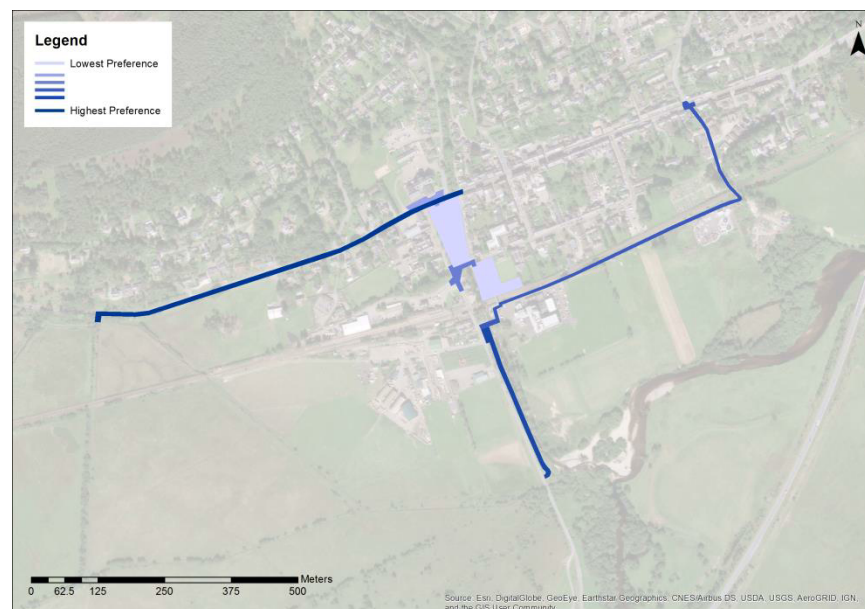 Legend
Lowest Preference
Highest Preference
N
Meters
0 62.5 125 250 375 500
Source: Esri, DigitalGlobe, GeoEye, Earthstar Geographics, CNES/Airbus DS, USDA, USGS, AeroGRID, IGN,
and the GIS User Community